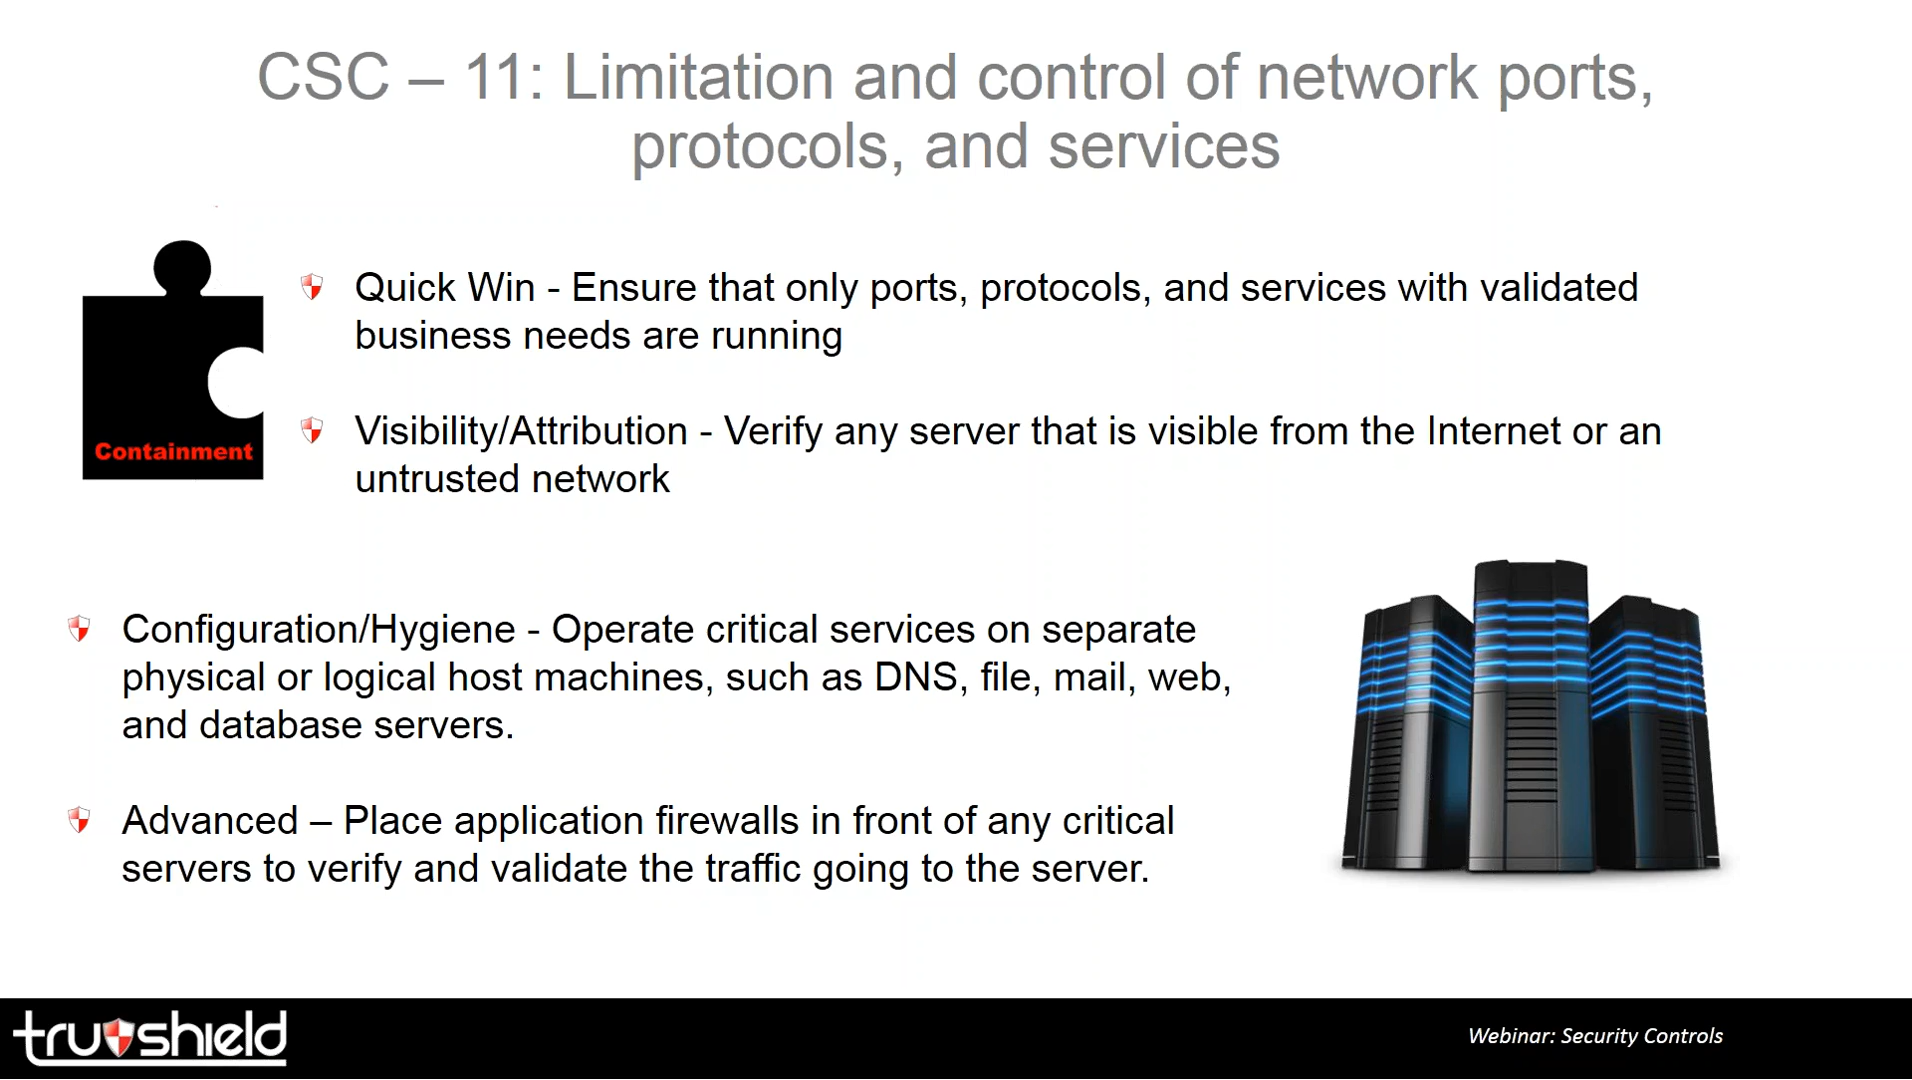 CSC – 11: Limitation and control of network ports,
protocols, and services
Quick Win - Ensure that only ports, protocols, and services with validated
business needs are running
Visibility/Attribution - Verify any server that is visible from the Internet or an
untrusted network
Containment
Configuration/Hygiene - Operate critical services on separate
physical or logical host machines, such as DNS, file, mail, web,
and database servers.
Advanced – Place application firewalls in front of any critical
servers to verify and validate the traffic going to the server.
trushield
Webinar: Security Controls